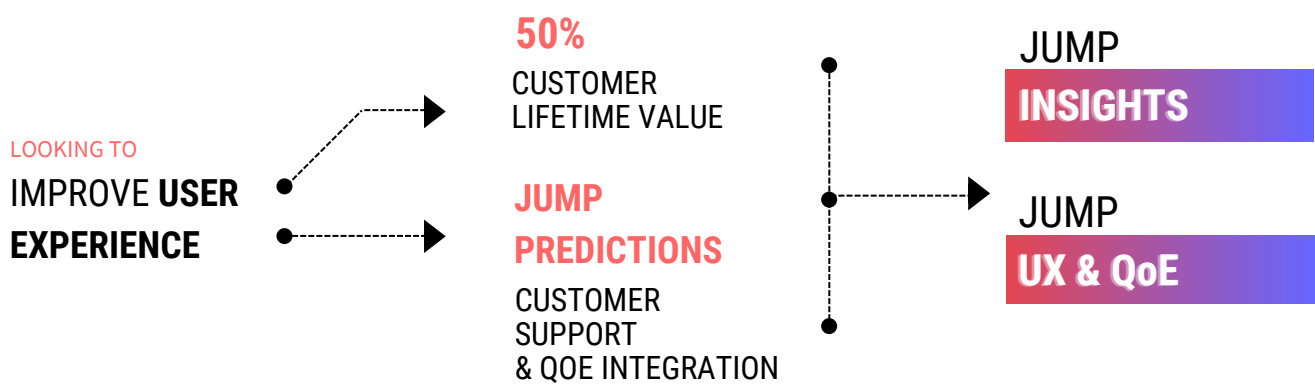 LOOKING TO
IMPROVE USER
EXPERIENCE
50%
CUSTOMER
LIFETIME VALUE
JUMP
PREDICTIONS
CUSTOMER
SUPPORT
& QOE INTEGRATION
JUMP
INSIGHTS
JUMP
UX & QoE